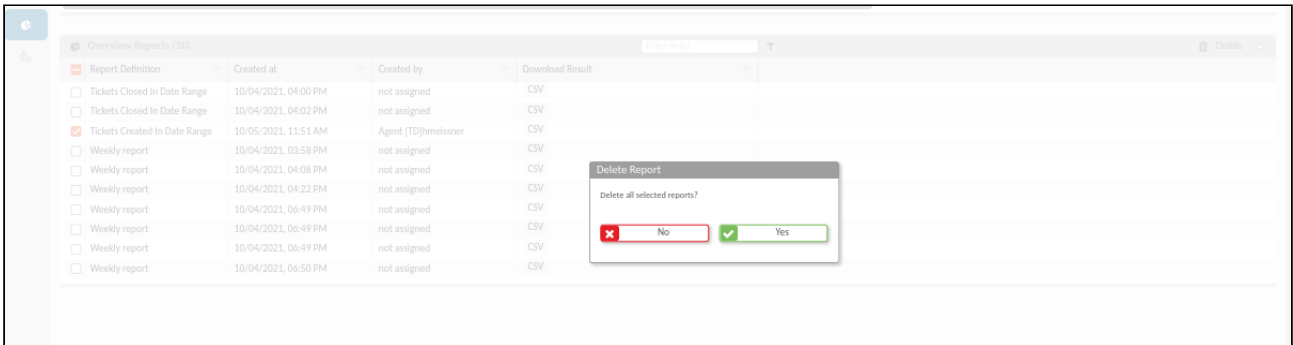 Overview Reports (10) Filter in list Delete
Report Definition Created at Created by Download Result
Tickets Closed In Date Range 10/04/2021, 04:00 PM not assigned CSV
Tickets Closed In Date Range 10/04/2021, 04:02 PM not assigned CSV
Tickets Created In Date Range 10/05/2021, 11:51 AM Agent [TD]hmeissner CSV
Weekly report 10/04/2021, 03:58 PM not assigned CSV
Weekly report 10/04/2021, 04:08 PM not assigned CSV
Weekly report 10/04/2021, 04:22 PM not assigned CSV
Weekly report 10/04/2021, 06:49 PM not assigned CSV
Weekly report 10/04/2021, 06:49 PM not assigned CSV
Weekly report 10/04/2021, 06:49 PM not assigned CSV
Weekly report 10/04/2021, 06:50 PM not assigned CSV
Delete Report
Delete all selected reports?
No Yes